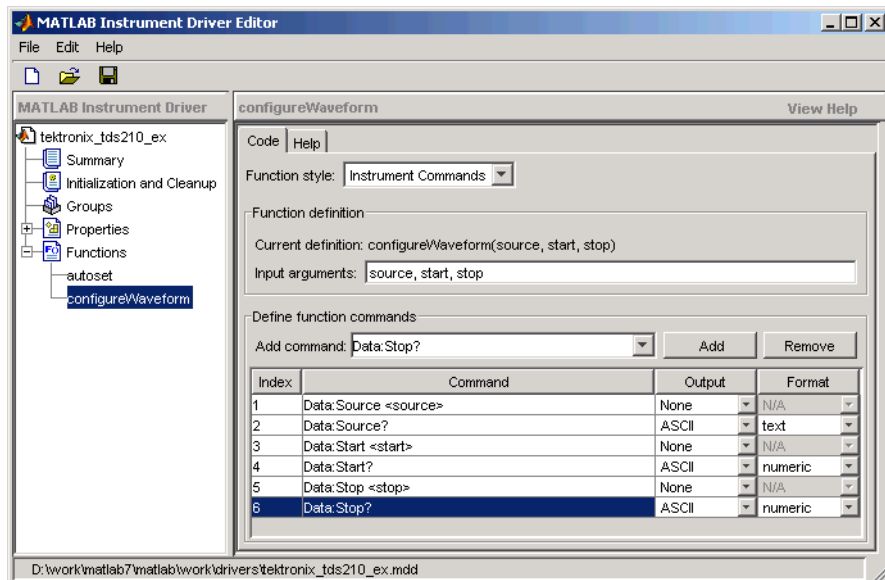 MATLAB Instrument Driver Editor
File Edit Help
MATLAB Instrument Driver
configureWaveform View Help
tektronix_tds210_ex
Summary
Initialization and Cleanup
Groups
Properties
Functions
autoset
configureWaveform
Code Help
Function style: Instrument Commands
Function definition
Current definition: configureWaveform(source, start, stop)
Input arguments: source, start, stop
Define function commands
Add command: Data:Stop? Add Remove
Index Command Output Format
1 Data:Source <source> None N/A
2 Data:Source? ASCII text
3 Data:Start <start> None N/A
4 Data:Start? ASCII numeric
5 Data:Stop <stop> None N/A
6 Data:Stop? ASCII numeric
D:\work\matlab7\matlab\work\drivers\tektronix_tds210_ex.mdd